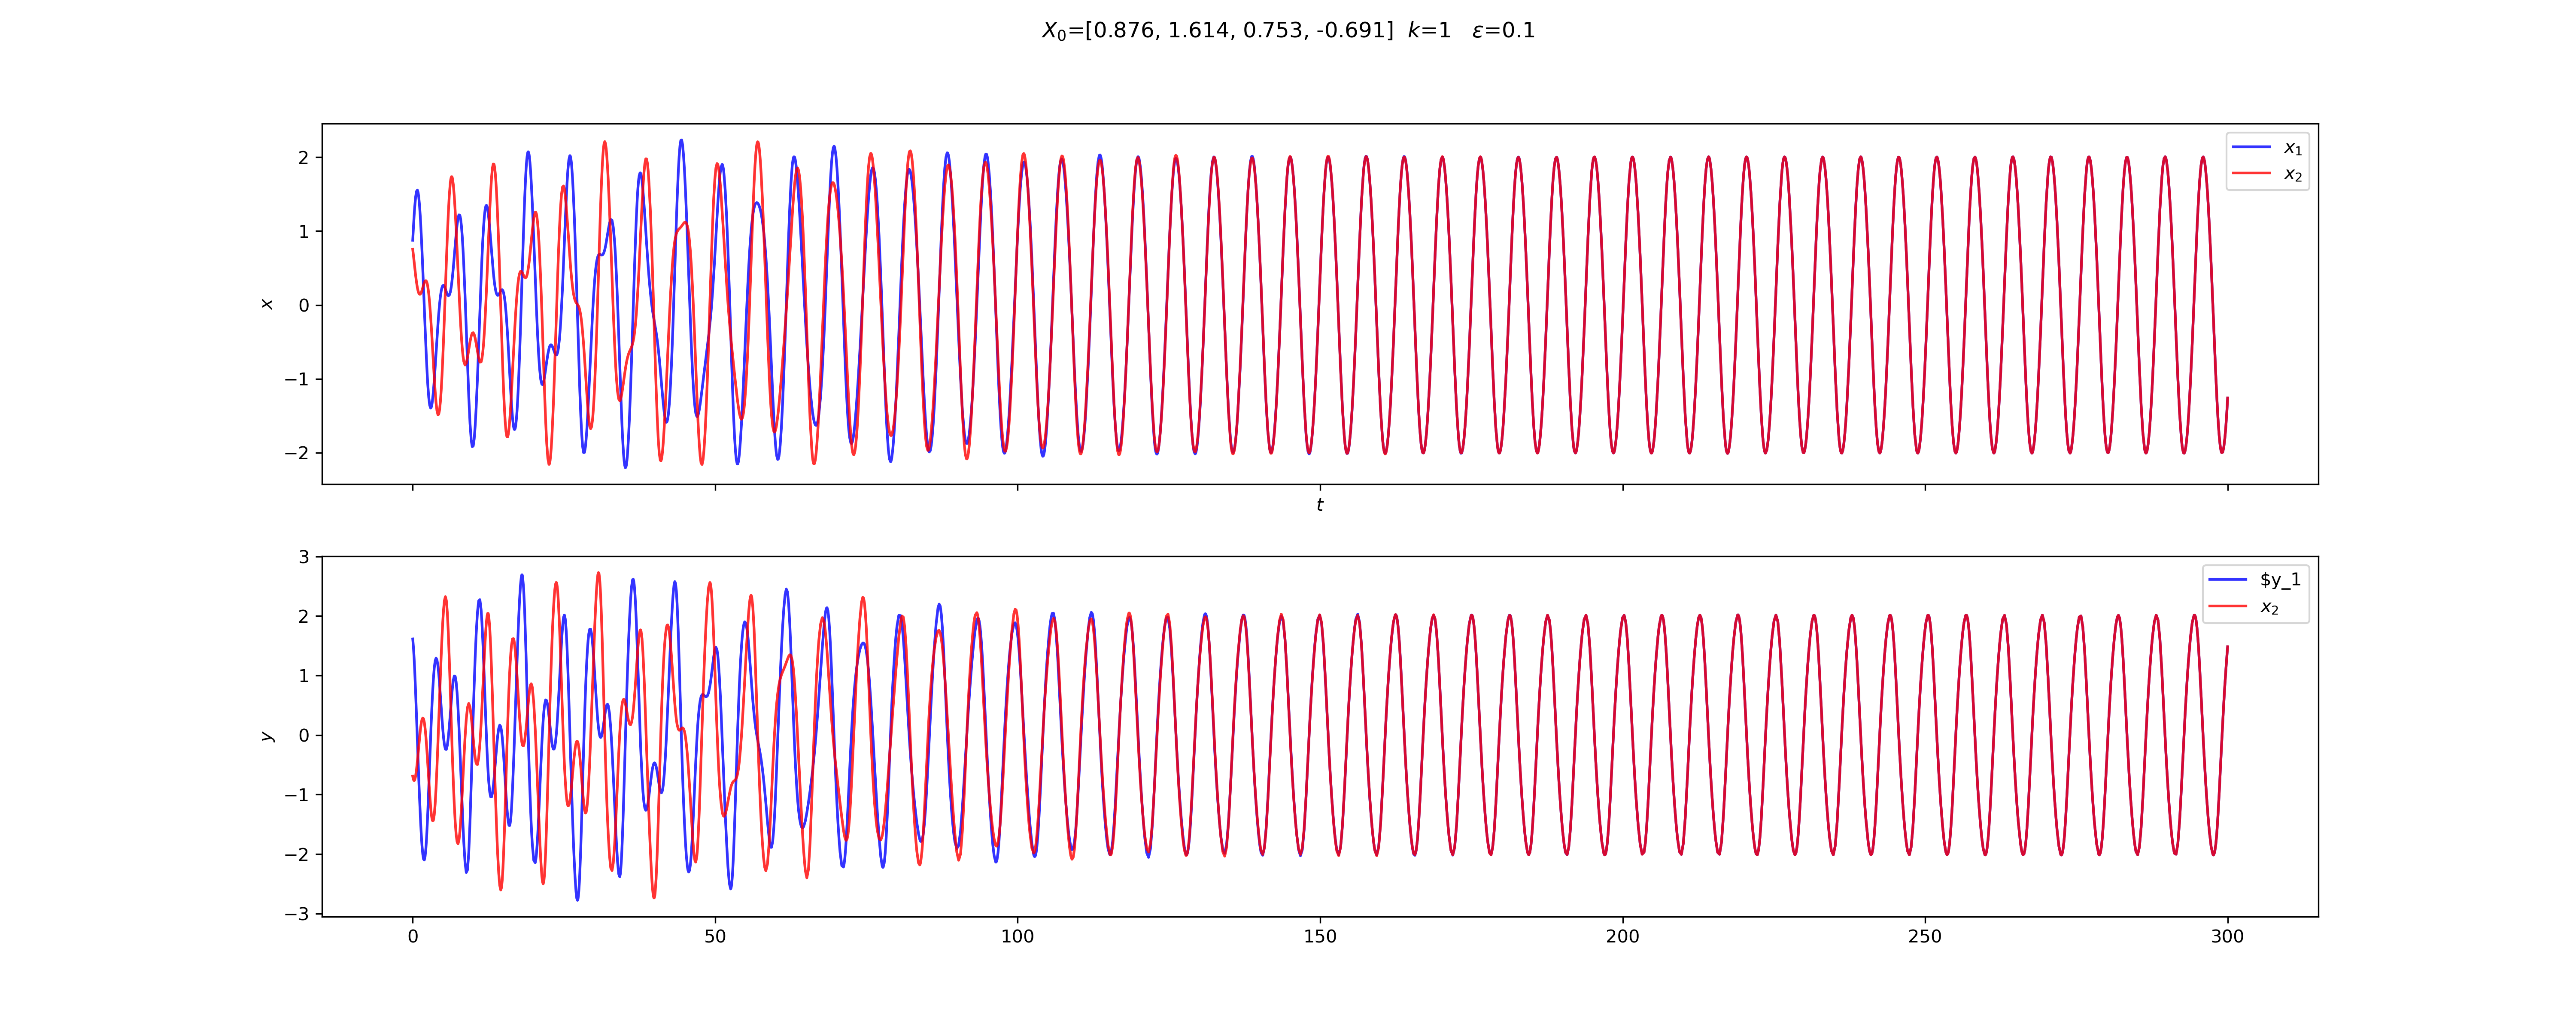 X₀=[0.876, 1.614, 0.753, -0.691] k=1 ε=0.1
2
1
0
−1
−2
x
x₁
x₂
t
3
2
1
0
−1
−2
−3
y
$y_1
x₂
0 50 100 150 200 250 300